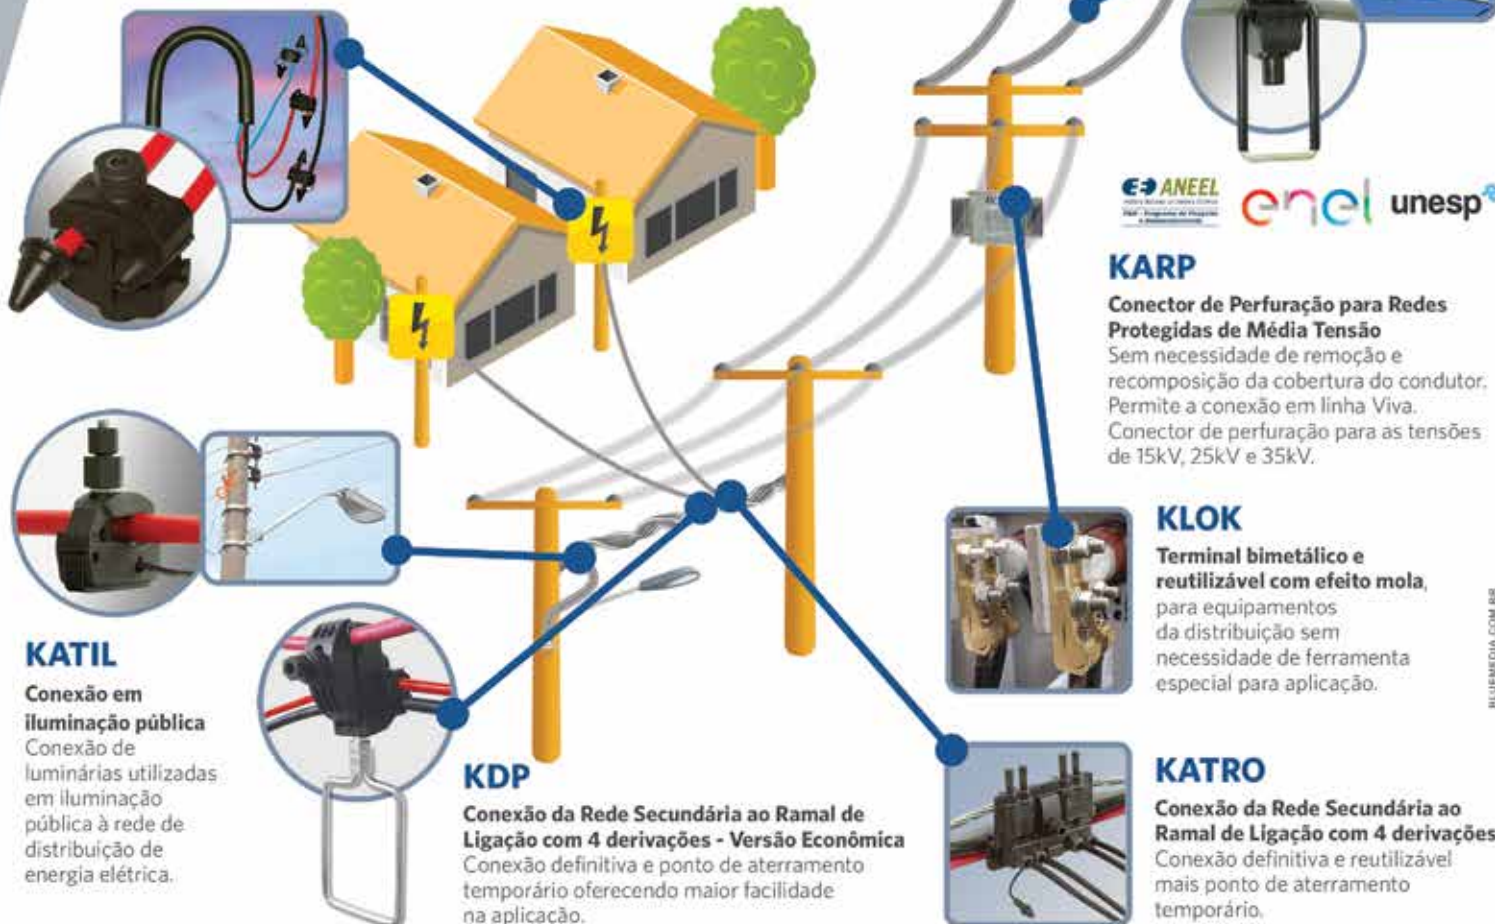 ANEEL
enel
unesp
KARP
Conector de Perfuração para Redes
Protegidas de Média Tensão
Sem necessidade de remoção e
recomposição da cobertura do condutor.
Permite a conexão em linha Viva.
Conector de perfuração para as tensões
de 15kV, 25kV e 35kV.
KLOK
Terminal bimetálico e
reutilizável com efeito mola,
para equipamentos
da distribuição sem
necessidade de ferramenta
especial para aplicação.
KATIL
Conexão em
iluminação pública
Conexão de
luminárias utilizadas
em iluminação
pública à rede de
distribuição de
energia elétrica.
KDP
Conexão da Rede Secundária ao Ramal de
Ligação com 4 derivações - Versão Econômica
Conexão definitiva e ponto de aterramento
temporário oferecendo maior facilidade
na aplicação.
KATRO
Conexão da Rede Secundária ao
Ramal de Ligação com 4 derivações
Conexão definitiva e reutilizável
mais ponto de aterramento
temporário.